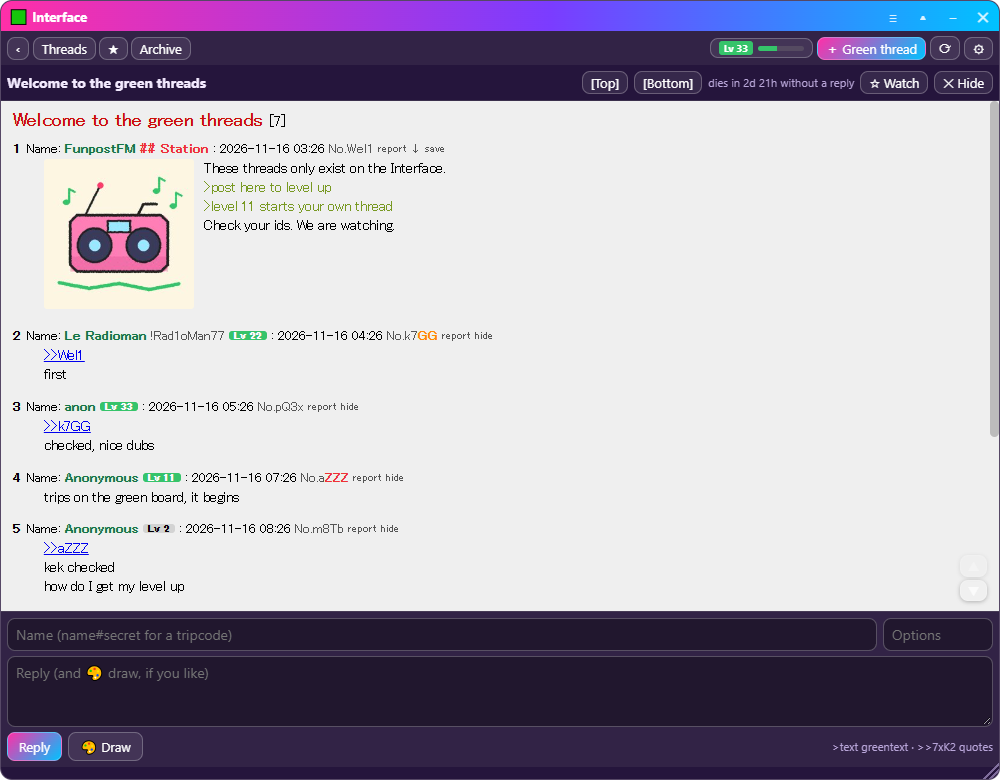 Interface
‹ Threads ★ Archive Lv 33 + Green thread
Welcome to the green threads [Top] [Bottom] dies in 2d 21h without a reply ☆ Watch ✕ Hide
Welcome to the green threads [7]
1 Name: FunpostFM ## Station : 2026-11-16 03:26 No.Wel1 report ↓ save
These threads only exist on the Interface.
>post here to level up
>level 11 starts your own thread
Check your ids. We are watching.
2 Name: Le Radioman !Rad1oMan77 Lv 22 : 2026-11-16 04:26 No.k7GG report hide
>>Wel1
first
3 Name: anon Lv 33 : 2026-11-16 05:26 No.pQ3x report hide
>>k7GG
checked, nice dubs
4 Name: Anonymous Lv 11 : 2026-11-16 07:26 No.aZZZ report hide
trips on the green board, it begins
5 Name: Anonymous Lv 2 : 2026-11-16 08:26 No.m8Tb report hide
>>aZZZ
kek checked
how do I get my level up
Name (name#secret for a tripcode) Options
Reply (and 🎨 draw, if you like)
Reply 🎨 Draw >text greentext · >>7xK2 quotes